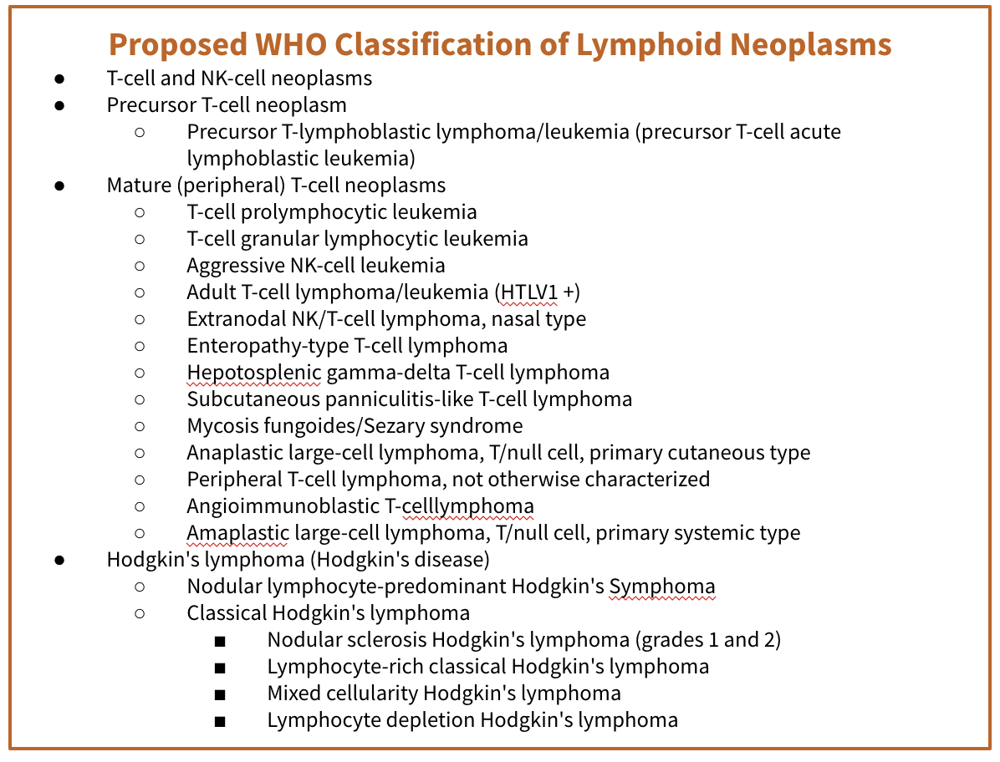 Proposed WHO Classification of Lymphoid Neoplasms
● T-cell and NK-cell neoplasms
● Precursor T-cell neoplasm
○ Precursor T-lymphoblastic lymphoma/leukemia (precursor T-cell acute
lymphoblastic leukemia)
● Mature (peripheral) T-cell neoplasms
○ T-cell prolymphocytic leukemia
○ T-cell granular lymphocytic leukemia
○ Aggressive NK-cell leukemia
○ Adult T-cell lymphoma/leukemia (HTLV1 +)
○ Extranodal NK/T-cell lymphoma, nasal type
○ Enteropathy-type T-cell lymphoma
○ Hepotosplenic gamma-delta T-cell lymphoma
○ Subcutaneous panniculitis-like T-cell lymphoma
○ Mycosis fungoides/Sezary syndrome
○ Anaplastic large-cell lymphoma, T/null cell, primary cutaneous type
○ Peripheral T-cell lymphoma, not otherwise characterized
○ Angioimmunoblastic T-celllymphoma
○ Amaplastic large-cell lymphoma, T/null cell, primary systemic type
● Hodgkin's lymphoma (Hodgkin's disease)
○ Nodular lymphocyte-predominant Hodgkin's Symphoma
○ Classical Hodgkin's lymphoma
■ Nodular sclerosis Hodgkin's lymphoma (grades 1 and 2)
■ Lymphocyte-rich classical Hodgkin's lymphoma
■ Mixed cellularity Hodgkin's lymphoma
■ Lymphocyte depletion Hodgkin's lymphoma